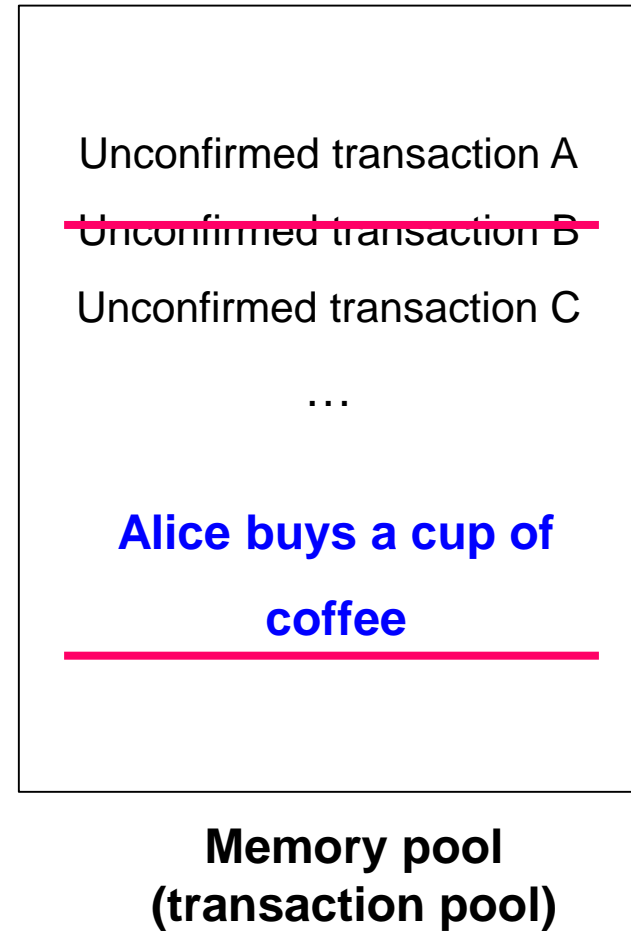 Unconfirmed transaction A
Unconfirmed transaction B
Unconfirmed transaction C
…
Alice buys a cup of
coffee
Memory pool
(transaction pool)